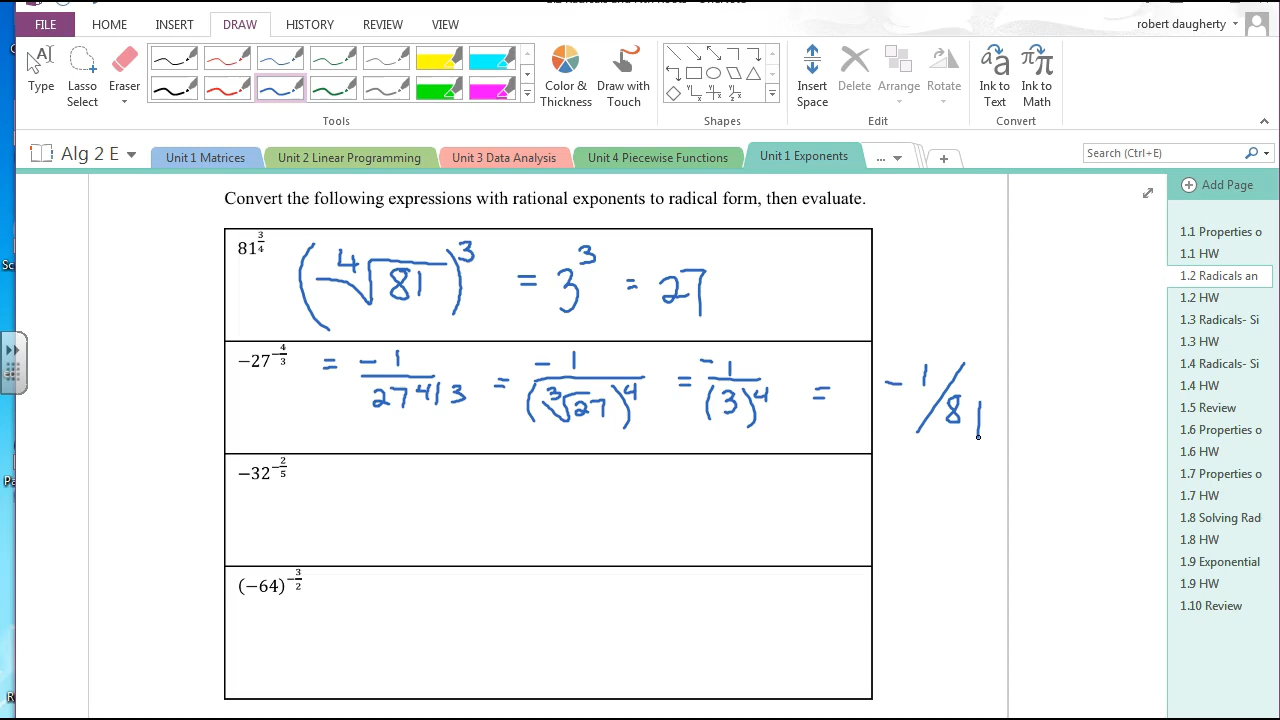 FILE HOME INSERT DRAW HISTORY REVIEW VIEW robert daugherty
Type
Lasso Select
Eraser
Color & Thickness
Draw with Touch
Insert Space
Delete
Arrange
Rotate
Ink to Text
Ink to Math
Tools Shapes Edit Convert
Alg 2 E Unit 1 Matrices Unit 2 Linear Programming Unit 3 Data Analysis Unit 4 Piecewise Functions Unit 1 Exponents ... Search (Ctrl+E)
Add Page
Convert the following expressions with rational exponents to radical form, then evaluate.
81^(3/4) (⁴√81)³ = 3³ = 27
−27^(−4/3) = -1/27^(4/3) = -1/(³√27)⁴ = -1/(3)⁴ = -1/81
−32^(−2/5)
(−64)^(−3/2)
1.1 Properties o
1.1 HW
1.2 Radicals an
1.2 HW
1.3 Radicals- Si
1.3 HW
1.4 Radicals- Si
1.4 HW
1.5 Review
1.6 Properties o
1.6 HW
1.7 Properties o
1.7 HW
1.8 Solving Rad
1.8 HW
1.9 Exponential
1.9 HW
1.10 Review